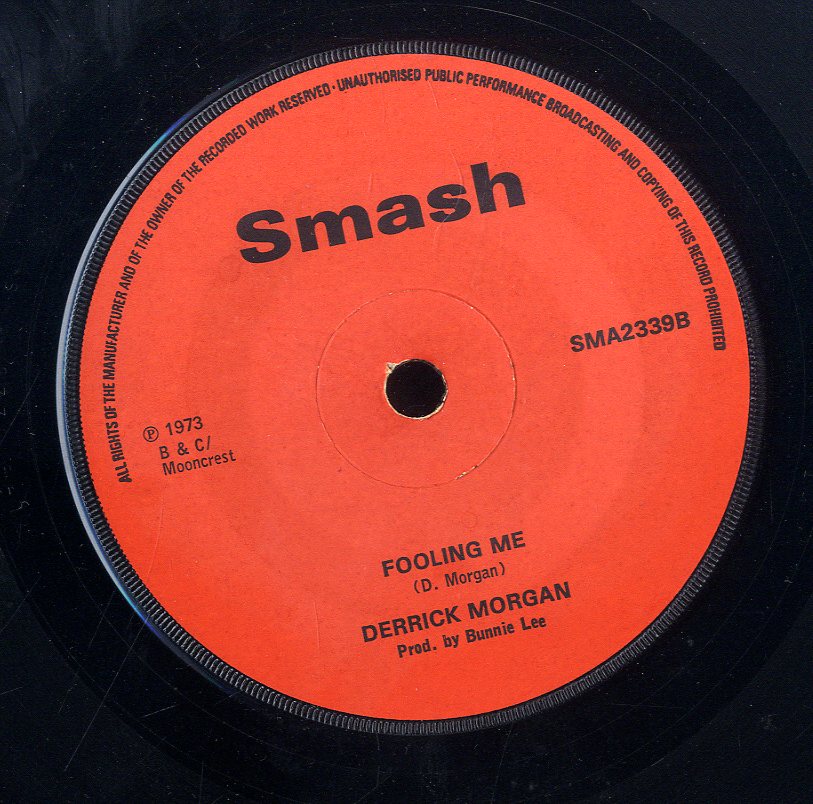 ALL RIGHTS OF THE MANUFACTURER AND OF THE OWNER OF THE RECORDED WORK RESERVED · UNAUTHORISED PUBLIC PERFORMANCE BROADCASTING AND COPYING OF THIS RECORD PROHIBITED
Smash
SMA2339B
℗ 1973
B & C/
Mooncrest
FOOLING ME
(D. Morgan)
DERRICK MORGAN
Prod. by Bunnie Lee